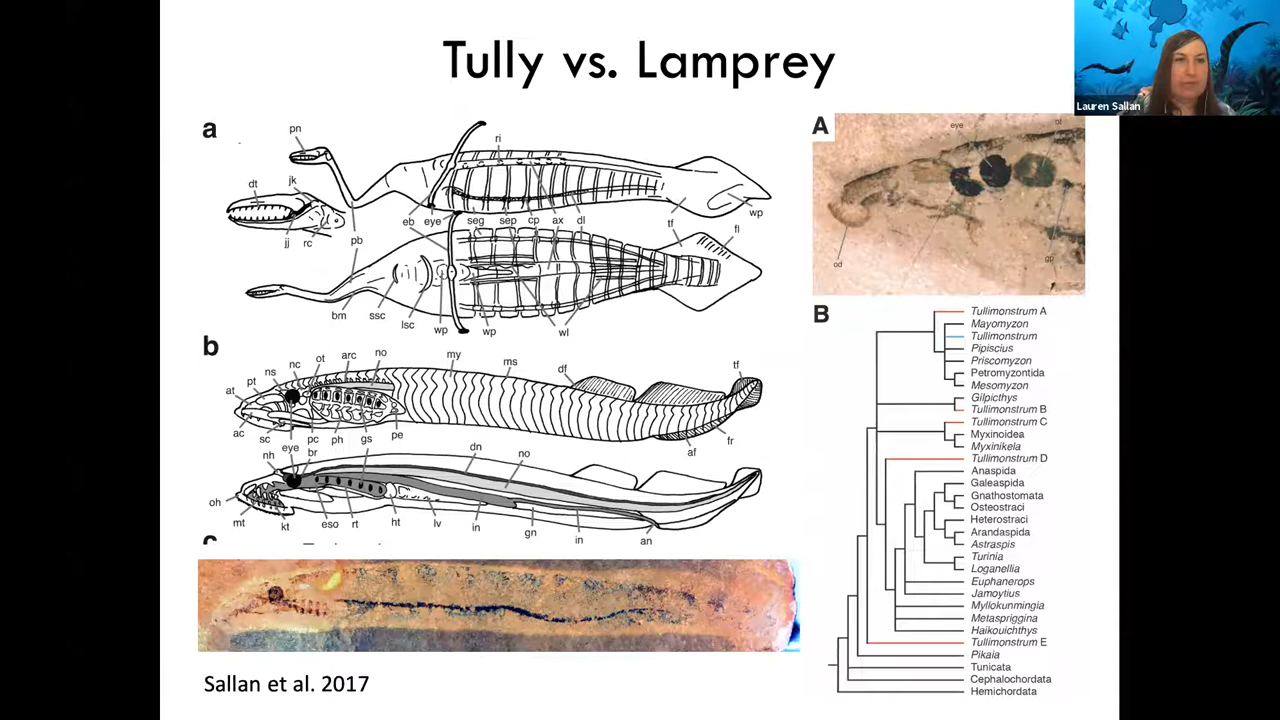 Tully vs. Lamprey
Lauren Sallan
a
pn
ri
dt
jk
jj
rc
pb
eb
eye
seg
sep
cp
ax
dl
tf
wp
fl
bm
ssc
lsc
wp
wp
wl
b
ns
nc
ot
arc
no
my
ms
df
tf
at
pt
ac
sc
eye
pc
ph
gs
pe
af
fr
nh
br
dn
no
oh
mt
kt
eso
rt
ht
lv
in
gn
in
an
Sallan et al. 2017
A
eye
ot
od
gp
B
Tullimonstrum A
Mayomyzon
Tullimonstrum
Pipiscius
Priscomyzon
Petromyzontida
Mesomyzon
Gilpicthys
Tullimonstrum B
Tullimonstrum C
Myxinoidea
Myxinikela
Tullimonstrum D
Anaspida
Galeaspida
Gnathostomata
Osteostraci
Heterostraci
Arandaspida
Astraspis
Turinia
Loganellia
Euphanerops
Jamoytius
Myllokunmingia
Metaspriggina
Haikouichthys
Tullimonstrum E
Pikaia
Tunicata
Cephalochordata
Hemichordata